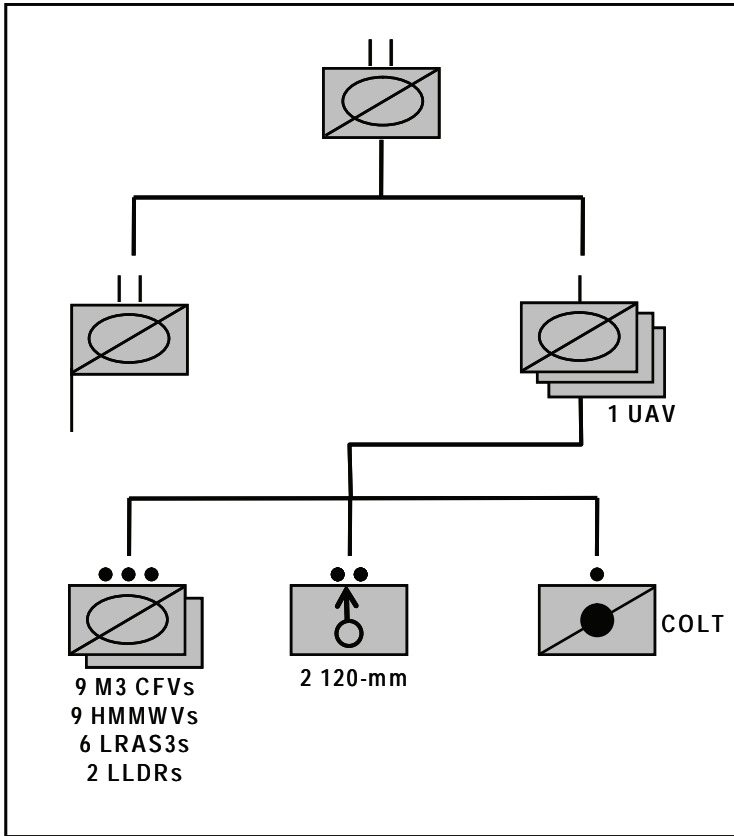 1 UAV
COLT
2 120-mm
9 M3 CFVs
9 HMMWVs
6 LRAS3s
2 LLDRs